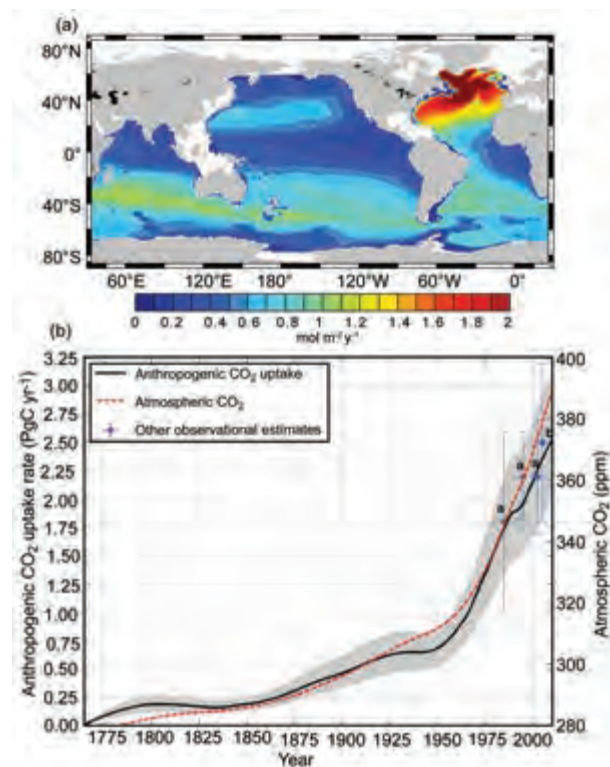 (a)
80°N
40°N
0°
40°S
80°S
60°E 120°E 180° 120°W 60°W 0°
0 0.2 0.4 0.6 0.8 1 1.2 1.4 1.6 1.8 2
mol m⁻² y⁻¹
(b)
Anthropogenic CO₂ uptake rate (PgC yr⁻¹)
3.25
3.00
2.75
2.50
2.25
2.00
1.75
1.50
1.25
1.00
0.75
0.50
0.25
0.00
Anthropogenic CO₂ uptake
Atmospheric CO₂
Other observational estimates
a a a b
400
380
360
340
320
300
280
Atmospheric CO₂ (ppm)
1775 1800 1825 1850 1875 1900 1925 1950 1975 2000
Year